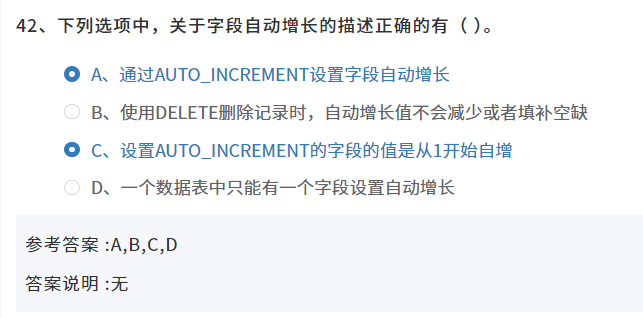 42、下列选项中，关于字段自动增长的描述正确的有（ ）。
A、通过AUTO_INCREMENT设置字段自动增长
B、使用DELETE删除记录时，自动增长值不会减少或者填补空缺
C、设置AUTO_INCREMENT的字段的值是从1开始自增
D、一个数据表中只能有一个字段设置自动增长
参考答案 :A,B,C,D
答案说明 :无